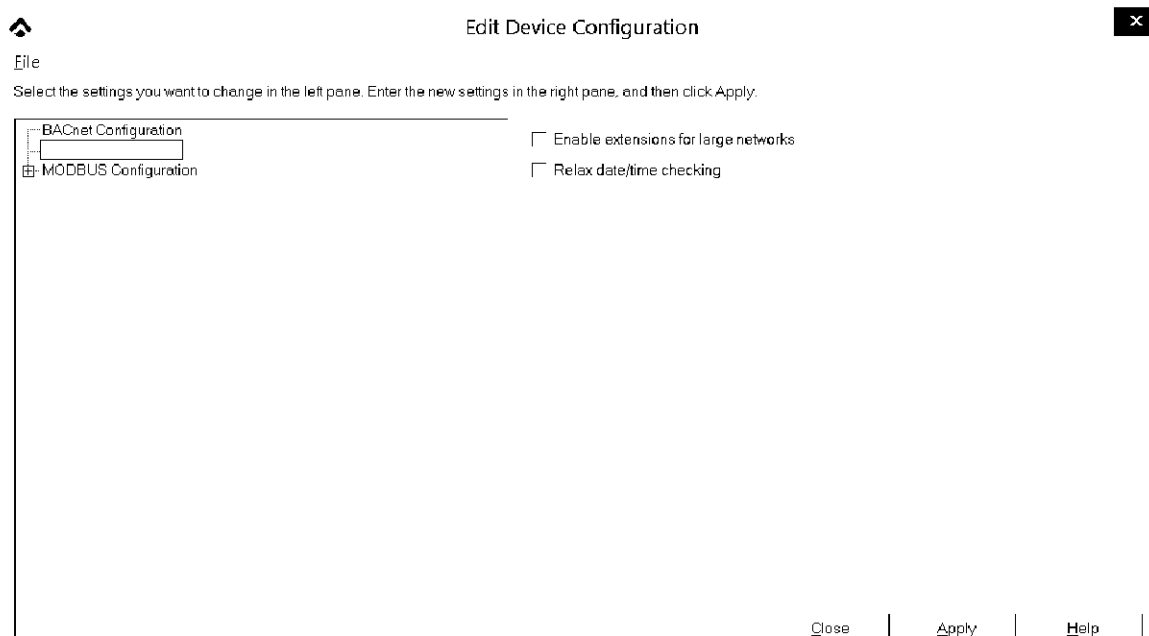 Edit Device Configuration
File
Select the settings you want to change in the left pane. Enter the new settings in the right pane, and then click Apply.
BACnet Configuration
Enable extensions for large networks
MODBUS Configuration
Relax date/time checking
Close
Apply
Help